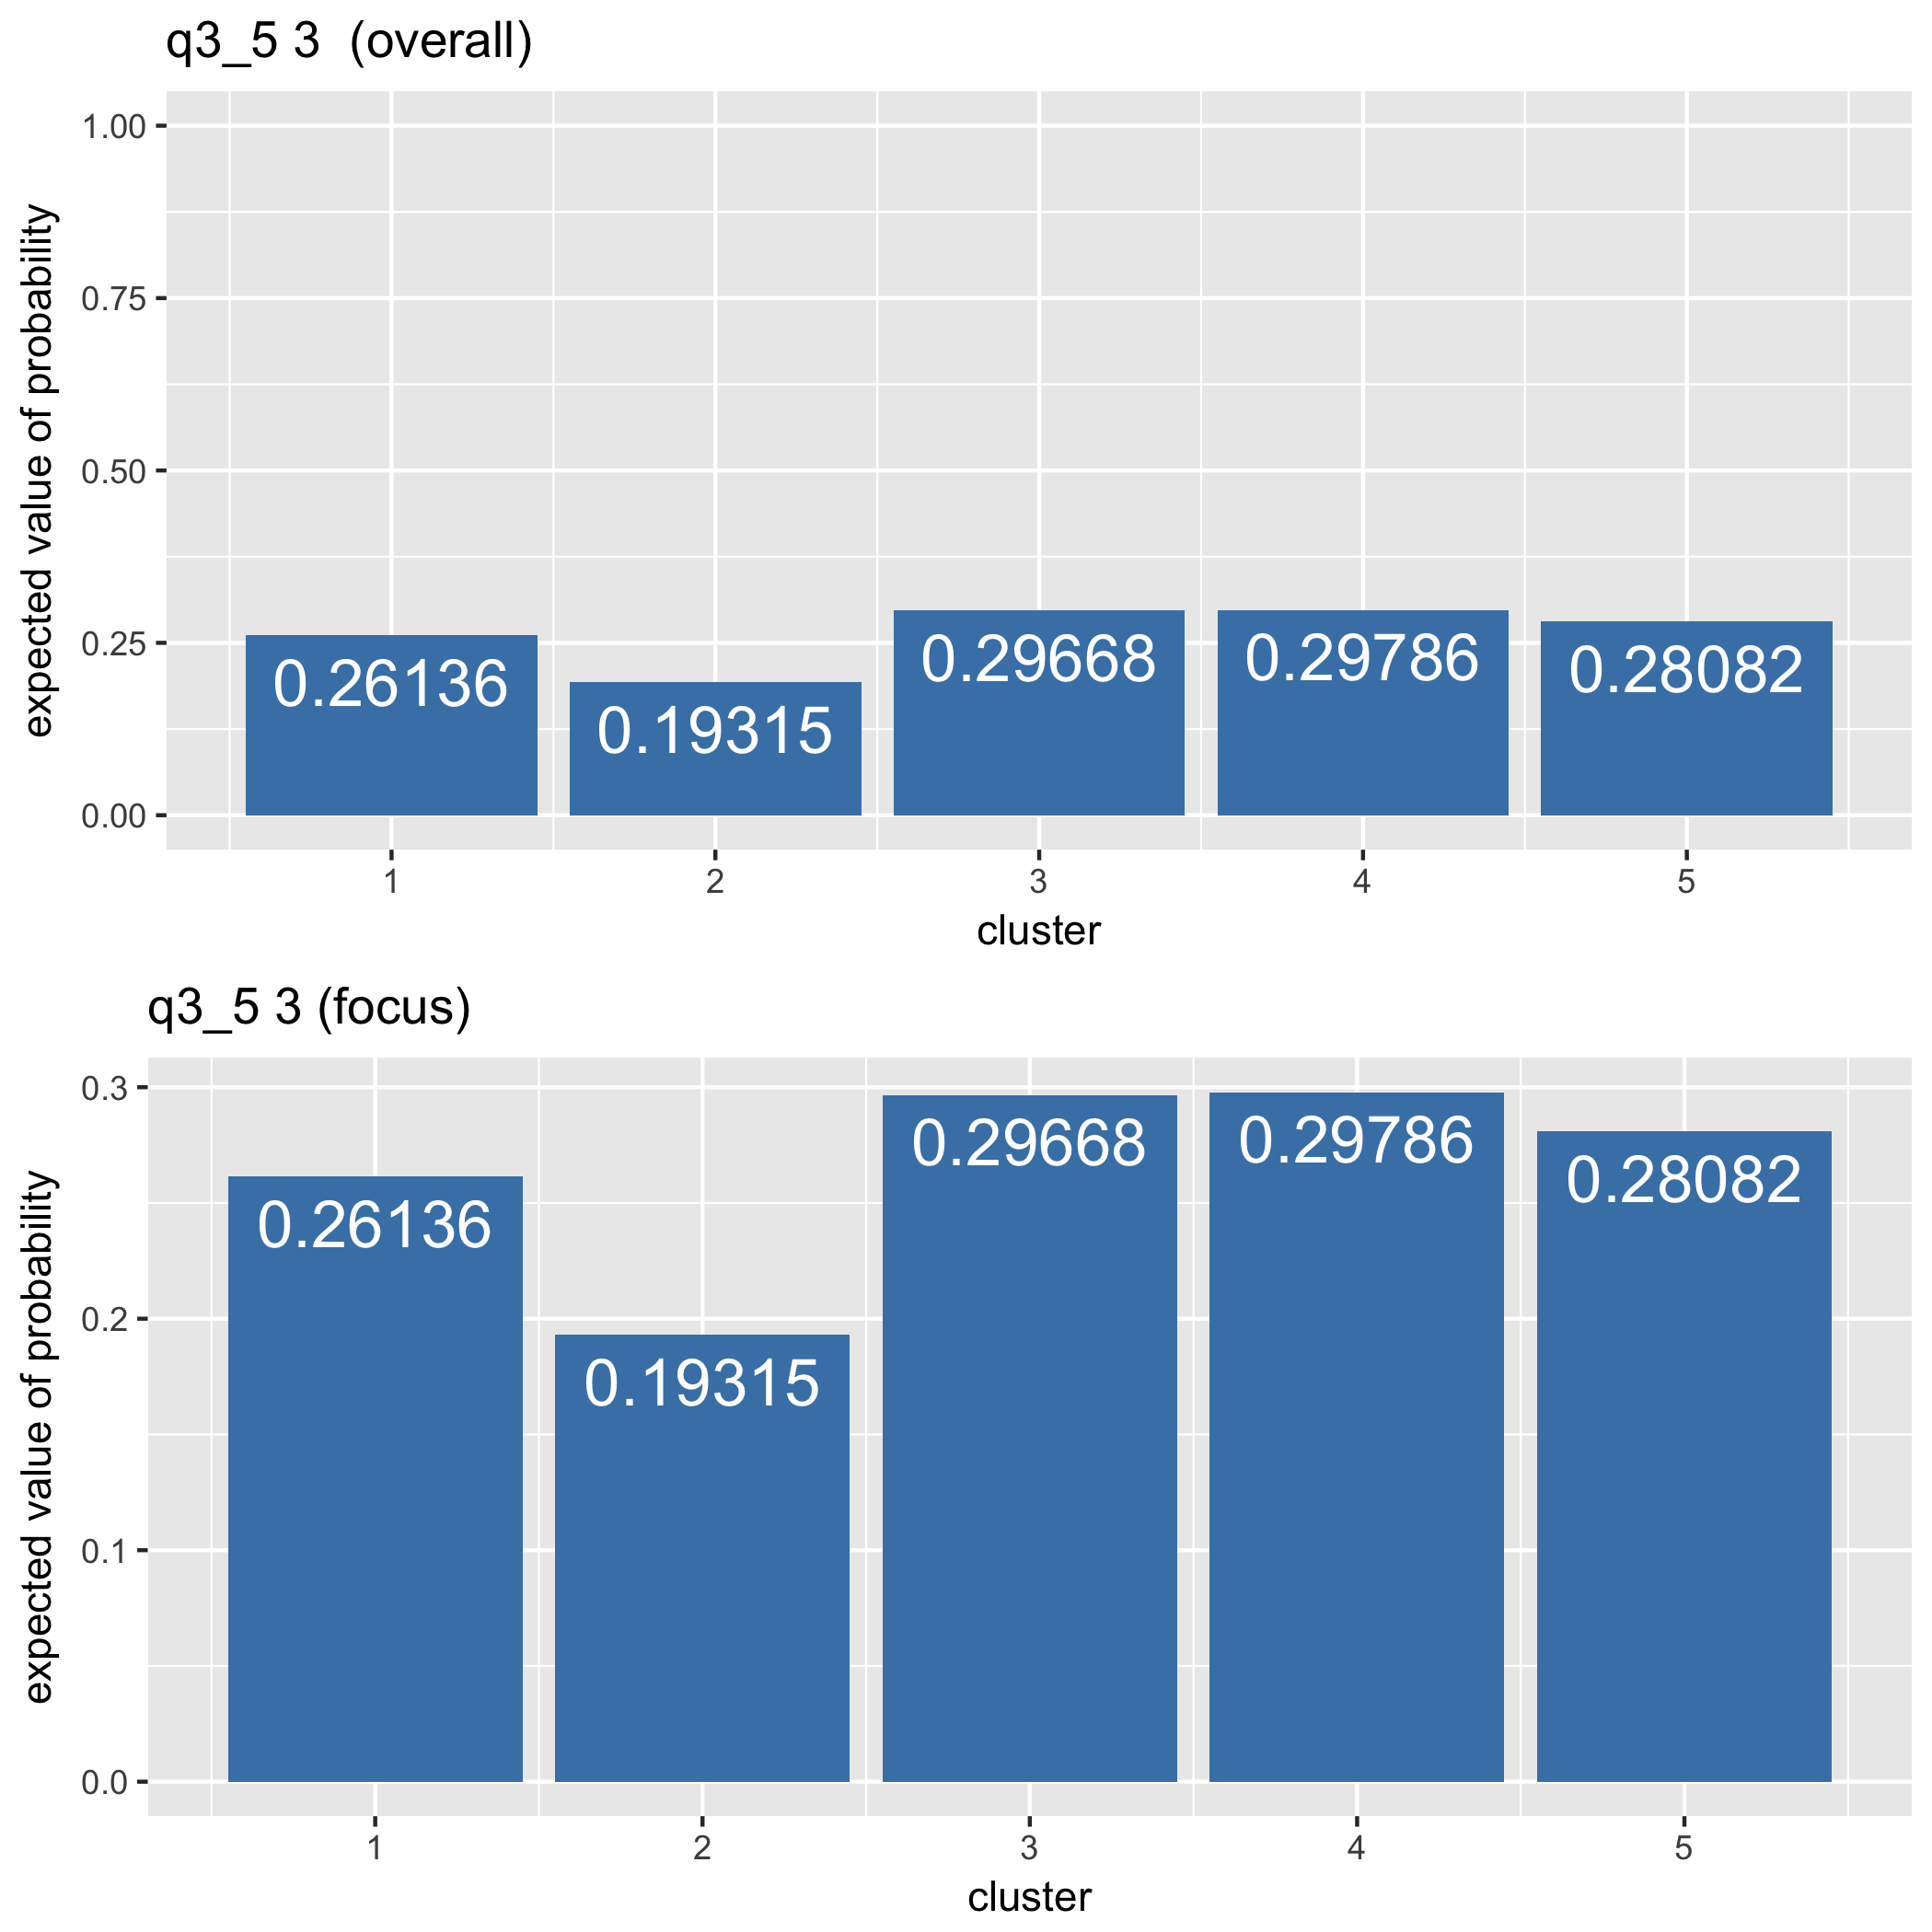 q3_5 3  (overall)
expected value of probability
1.00
0.75
0.50
0.25
0.00
0.26136
0.19315
0.29668
0.29786
0.28082
1 2 3 4 5
cluster
q3_5 3 (focus)
expected value of probability
0.3
0.2
0.1
0.0
0.26136
0.19315
0.29668
0.29786
0.28082
1 2 3 4 5
cluster